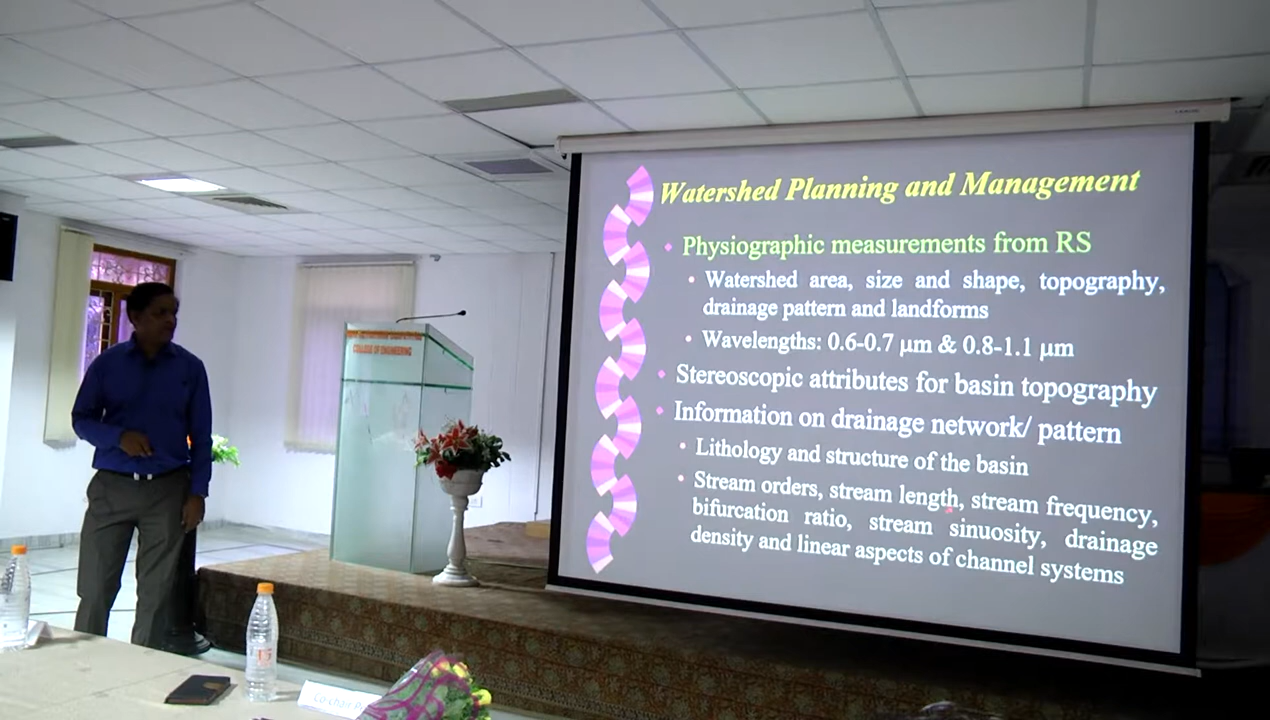 Watershed Planning and Management
Physiographic measurements from RS
Watershed area, size and shape, topography,
drainage pattern and landforms
Wavelengths: 0.6-0.7 µm & 0.8-1.1 µm
Stereoscopic attributes for basin topography
Information on drainage network/ pattern
Lithology and structure of the basin
Stream orders, stream length, stream frequency,
bifurcation ratio, stream sinuosity, drainage
density and linear aspects of channel systems
COLLEGE OF ENGINEERING